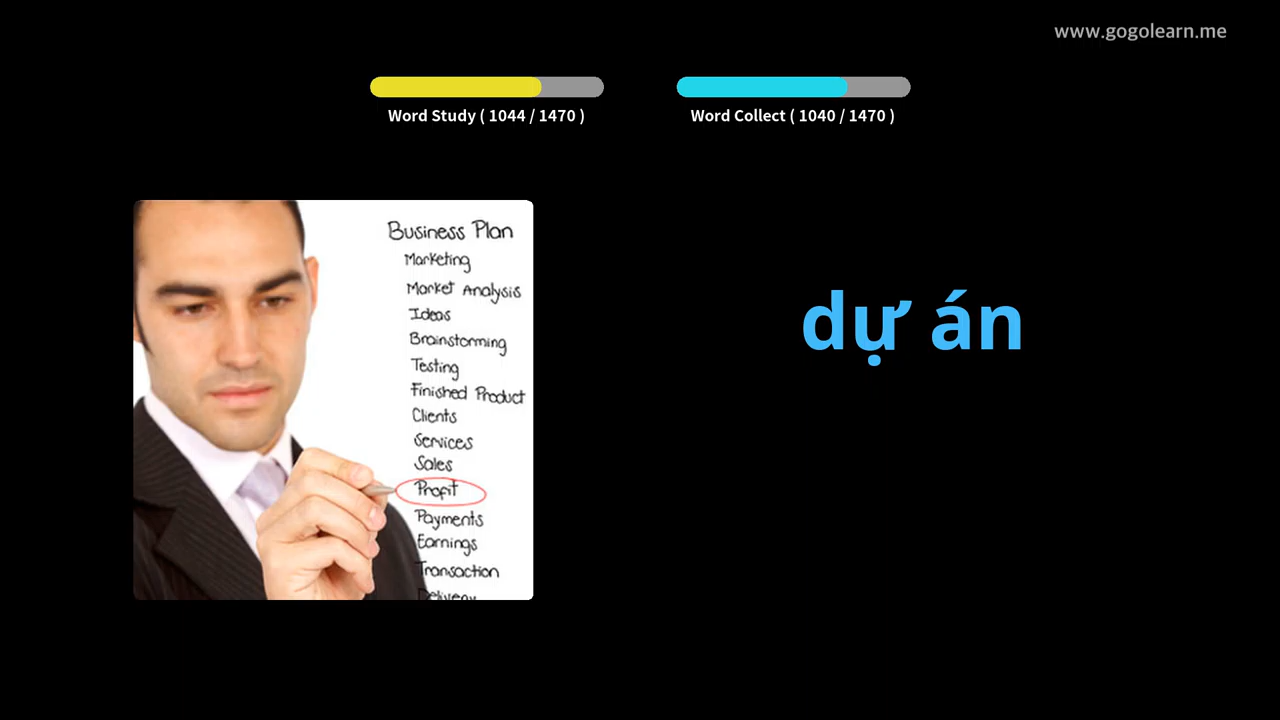 www.gogolearn.me
Word Study ( 1044 / 1470 )
Word Collect ( 1040 / 1470 )
Business Plan
Marketing
Market Analysis
Ideas
Brainstorming
Testing
Finished Product
Clients
Services
Sales
Profit
Payments
Earnings
Transaction
Delivery
dự án